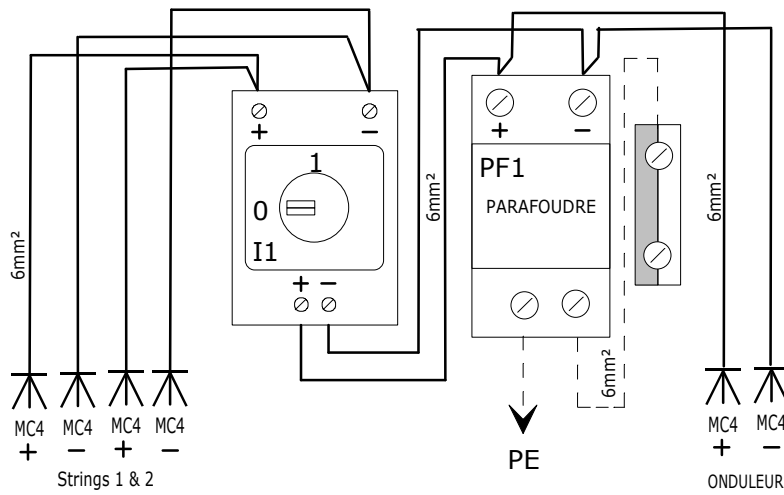 + −
1
0
I1
+ −
+ −
PF1
PARAFOUDRE
6mm²
6mm²
6mm²
6mm²
MC4 MC4 MC4 MC4
+ − + −
Strings 1 & 2
PE
MC4 MC4
+ −
ONDULEUR